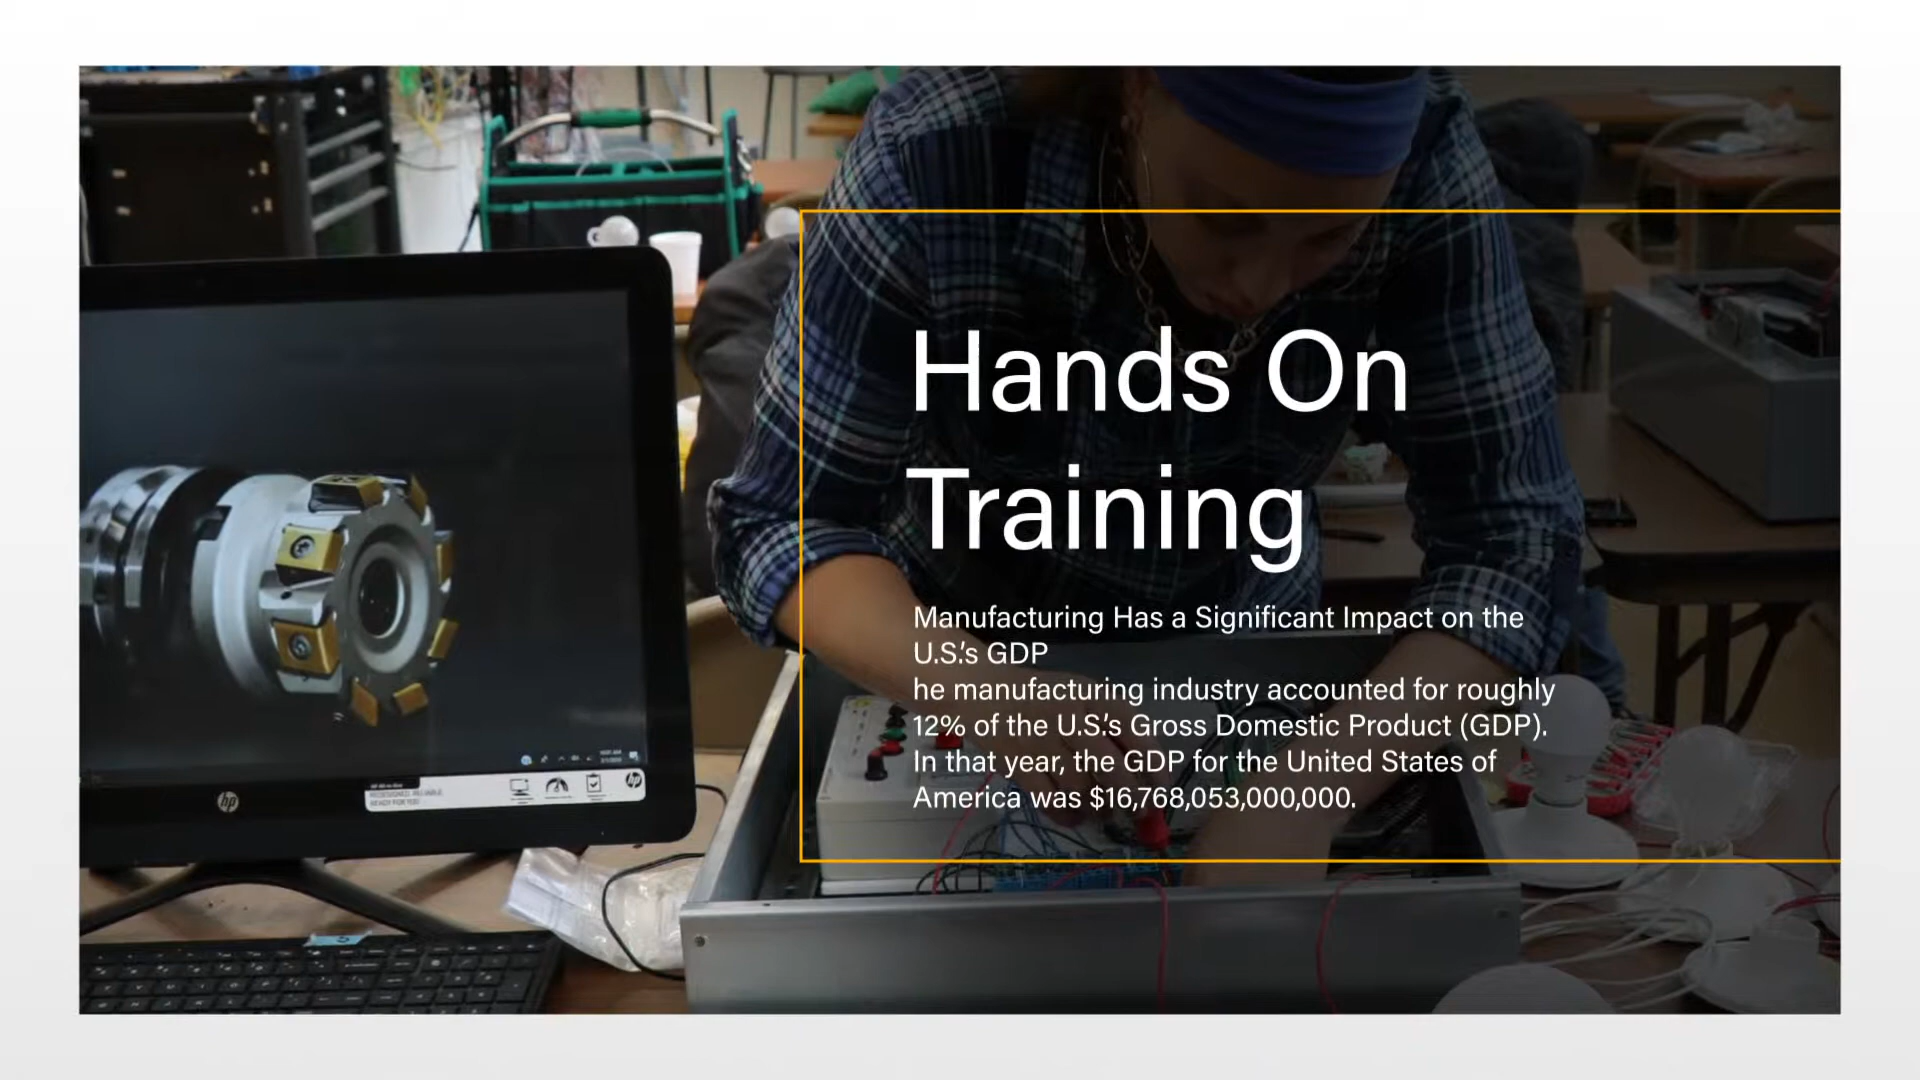 Hands On
Training
Manufacturing Has a Significant Impact on the
U.S.'s GDP
he manufacturing industry accounted for roughly
12% of the U.S.'s Gross Domestic Product (GDP).
In that year, the GDP for the United States of
America was $16,768,053,000,000.
hp
hp